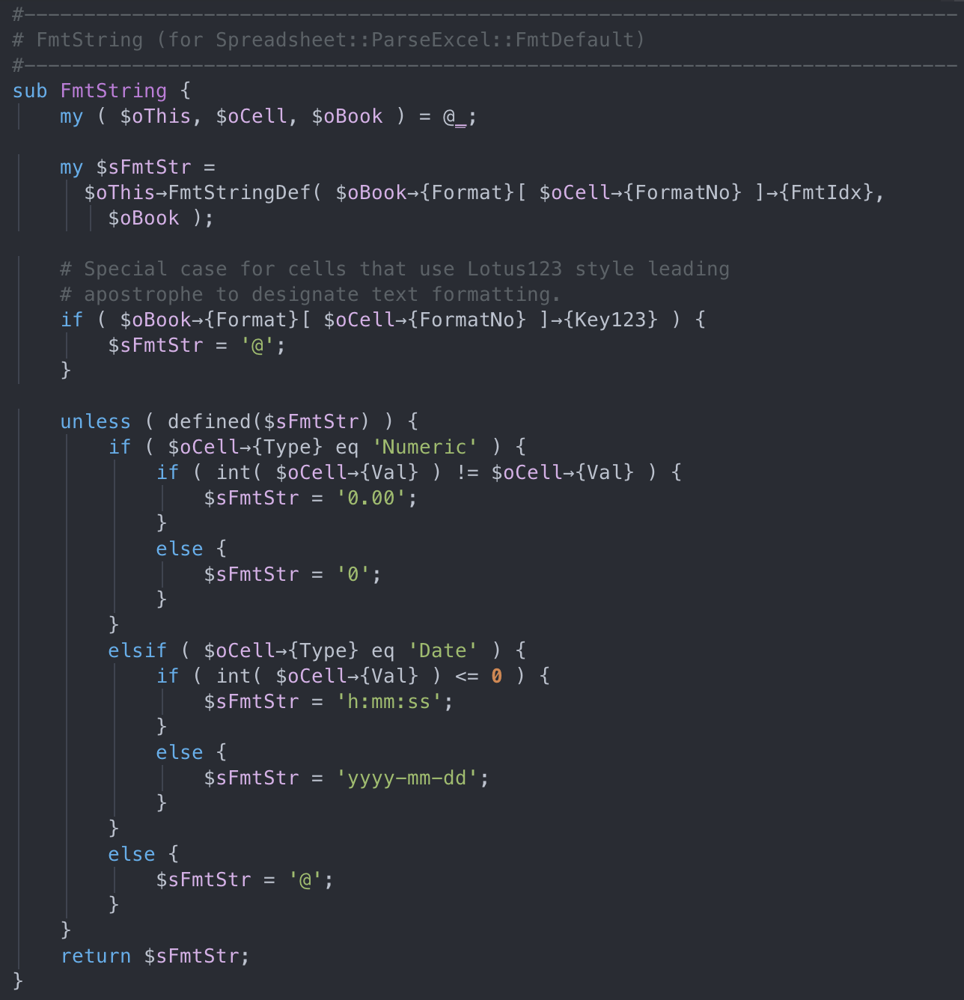 #------------------------------------------------------------------------------
# FmtString (for Spreadsheet::ParseExcel::FmtDefault)
#------------------------------------------------------------------------------
sub FmtString {
    my ( $oThis, $oCell, $oBook ) = @_;

    my $sFmtStr =
      $oThis→FmtStringDef( $oBook→{Format}[ $oCell→{FormatNo} ]→{FmtIdx},
        $oBook );

    # Special case for cells that use Lotus123 style leading
    # apostrophe to designate text formatting.
    if ( $oBook→{Format}[ $oCell→{FormatNo} ]→{Key123} ) {
        $sFmtStr = '@';
    }

    unless ( defined($sFmtStr) ) {
        if ( $oCell→{Type} eq 'Numeric' ) {
            if ( int( $oCell→{Val} ) != $oCell→{Val} ) {
                $sFmtStr = '0.00';
            }
            else {
                $sFmtStr = '0';
            }
        }
        elsif ( $oCell→{Type} eq 'Date' ) {
            if ( int( $oCell→{Val} ) <= 0 ) {
                $sFmtStr = 'h:mm:ss';
            }
            else {
                $sFmtStr = 'yyyy-mm-dd';
            }
        }
        else {
            $sFmtStr = '@';
        }
    }
    return $sFmtStr;
}